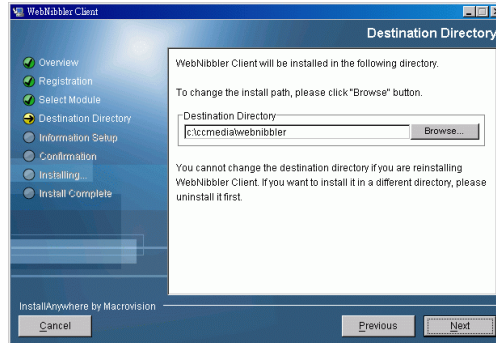 WebNibbler Client
Destination Directory
Overview
Registration
Select Module
Destination Directory
Information Setup
Confirmation
Installing...
Install Complete
WebNibbler Client will be installed in the following directory.
To change the install path, please click "Browse" button.
Destination Directory
c:\ccmedia\webnibbler
Browse...
You cannot change the destination directory if you are reinstalling
WebNibbler Client. If you want to install it in a different directory, please
uninstall it first.
InstallAnywhere by Macrovision
Cancel
Previous
Next